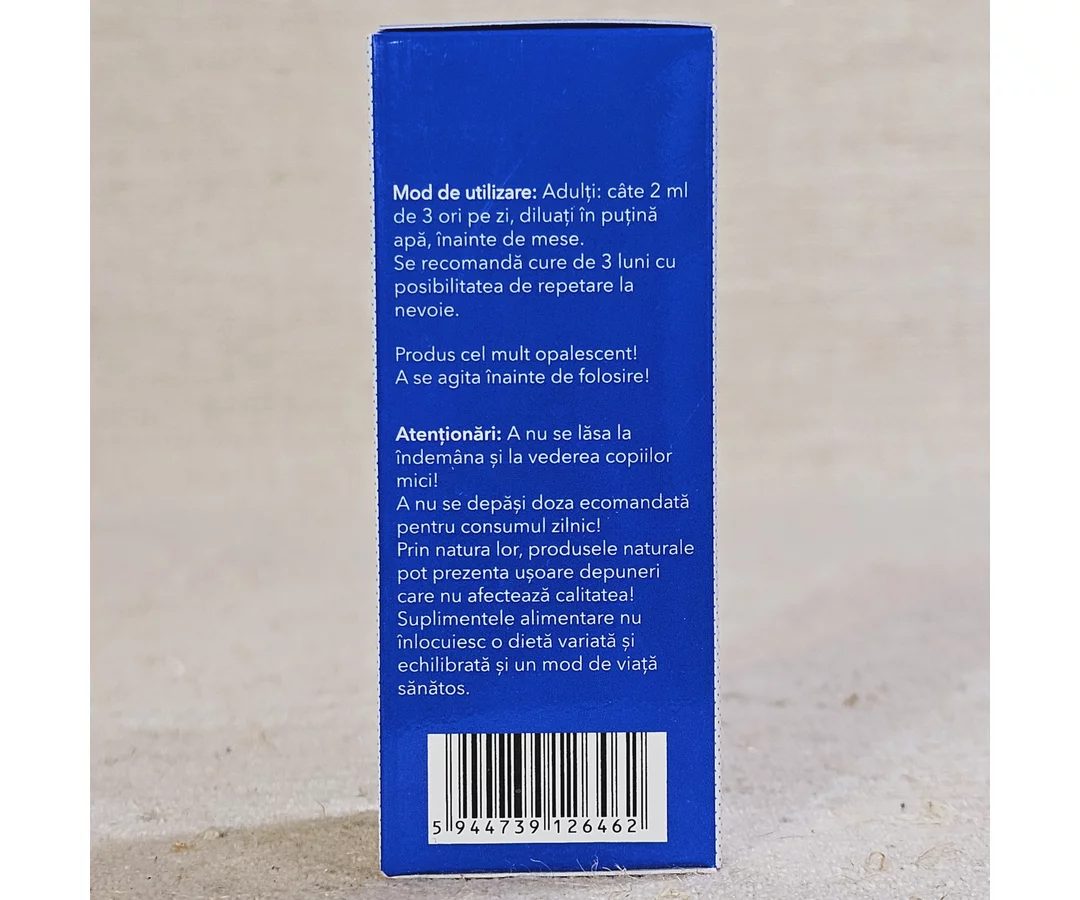 Mod de utilizare: Adulți: câte 2 ml
de 3 ori pe zi, diluați în puțină
apă, înainte de mese.
Se recomandă cure de 3 luni cu
posibilitatea de repetare la
nevoie.
Produs cel mult opalescent!
A se agita înainte de folosire!
Atenționări: A nu se lăsa la
îndemâna și la vederea copiilor
mici!
A nu se depăși doza ecomandată
pentru consumul zilnic!
Prin natura lor, produsele naturale
pot prezenta ușoare depuneri
care nu afectează calitatea!
Suplimentele alimentare nu
înlocuiesc o dietă variată și
echilibrată și un mod de viață
sănătos.
5 944739 126462